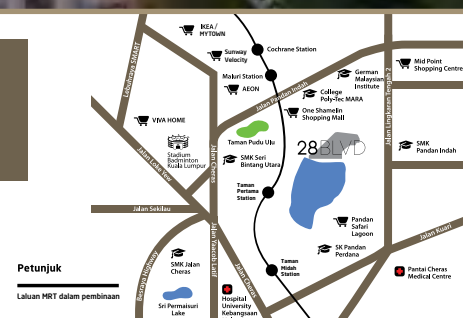 IKEA /
MYTOWN
Cochrane Station
Sunway
Velocity
Lebuhraya SMART
Maluri Station
AEON
German
Malaysian
Institute
Mid Point
Shopping Centre
Jalan Lingkaran Tengah 2
College
Poly-Tec MARA
Jalan Pandan Indah
One Shamelin
Shopping Mall
VIVA HOME
Taman Pudu Ulu
28BLVD
Stadium
Badminton
Kuala Lumpur
Jalan Loke Yew
Jalan Cheras
SMK Seri
Bintang Utara
SMK
Pandan Indah
Taman
Pertama
Station
Jalan Sekilau
Pandan
Safari
Lagoon
Jalan Kuari
Jalan Yaacob Latif
Jalan Cheras
SK Pandan
Perdana
Besraya Highway
SMK Jalan
Cheras
Taman
Midah
Station
Pantai Cheras
Medical Centre
Petunjuk
Laluan MRT dalam pembinaan
Sri Permaisuri
Lake
Hospital
University
Kebangsaan